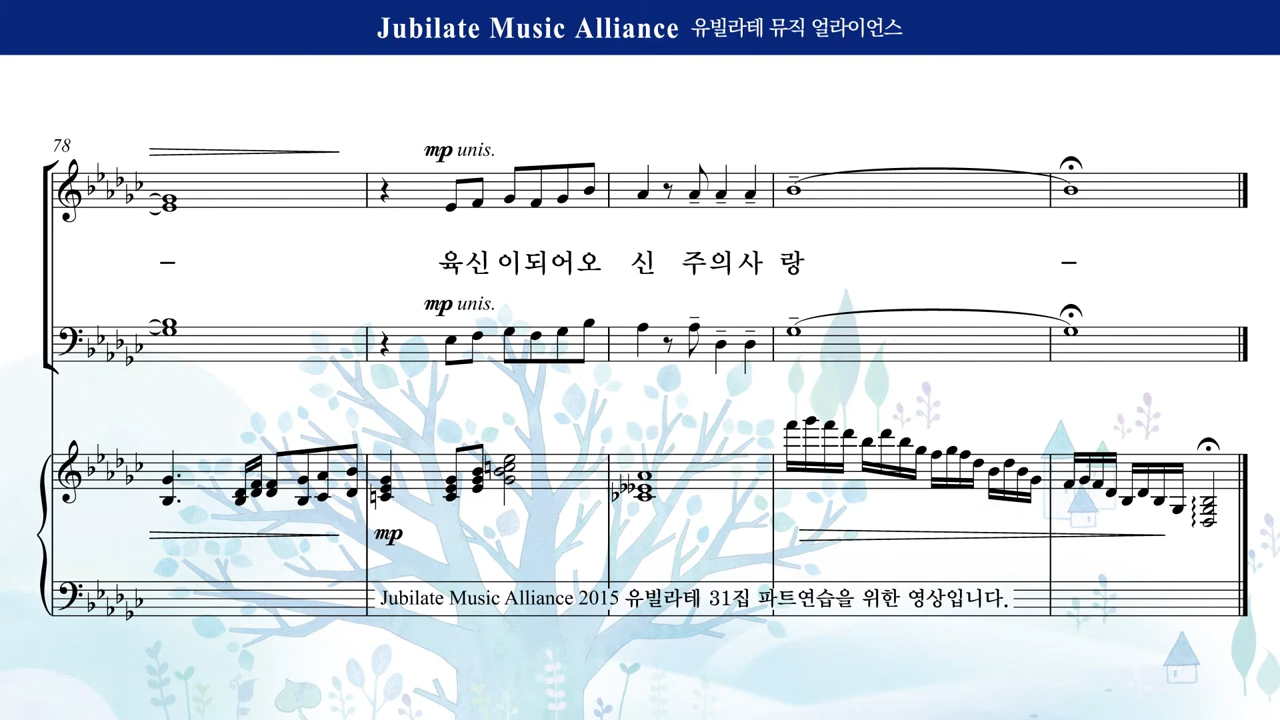 Jubilate Music Alliance 유빌라테 뮤직 얼라이언스
78
mp unis.
– 육신이되어오 신 주의사 랑 –
mp unis.
mp
Jubilate Music Alliance 2015 유빌라테 31집 파트연습을 위한 영상입니다.